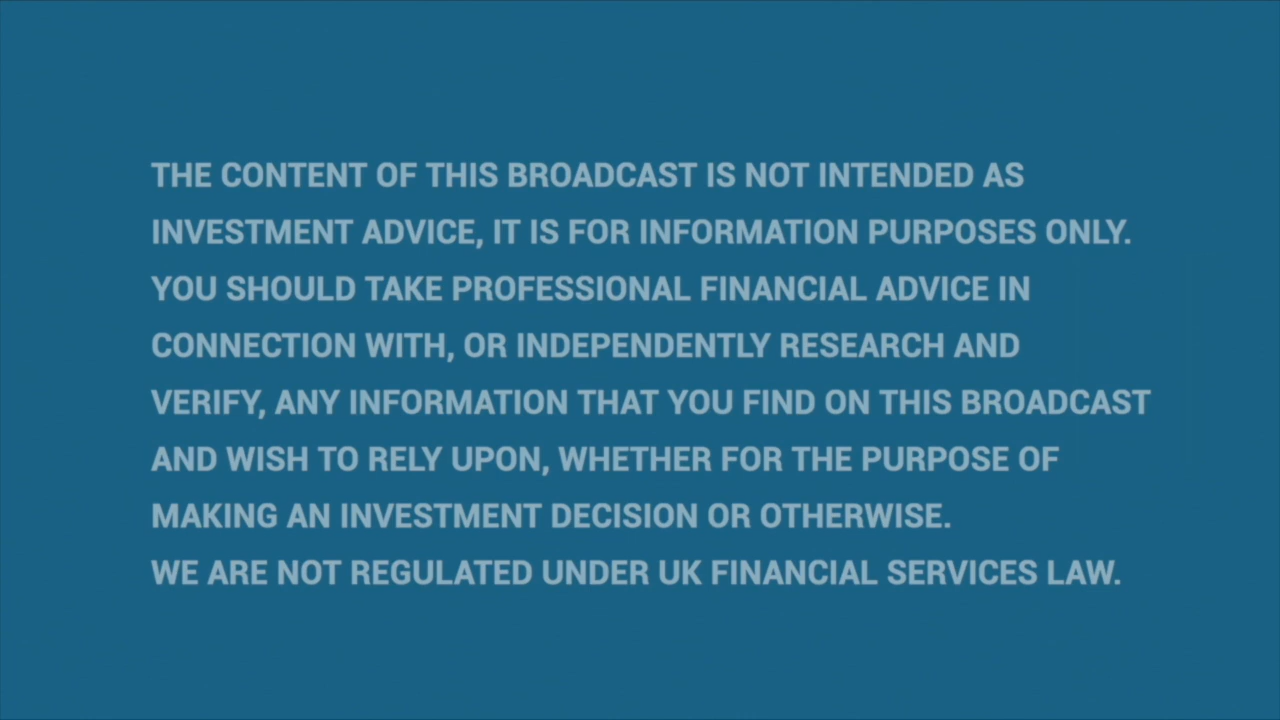 THE CONTENT OF THIS BROADCAST IS NOT INTENDED AS
INVESTMENT ADVICE, IT IS FOR INFORMATION PURPOSES ONLY.
YOU SHOULD TAKE PROFESSIONAL FINANCIAL ADVICE IN
CONNECTION WITH, OR INDEPENDENTLY RESEARCH AND
VERIFY, ANY INFORMATION THAT YOU FIND ON THIS BROADCAST
AND WISH TO RELY UPON, WHETHER FOR THE PURPOSE OF
MAKING AN INVESTMENT DECISION OR OTHERWISE.
WE ARE NOT REGULATED UNDER UK FINANCIAL SERVICES LAW.